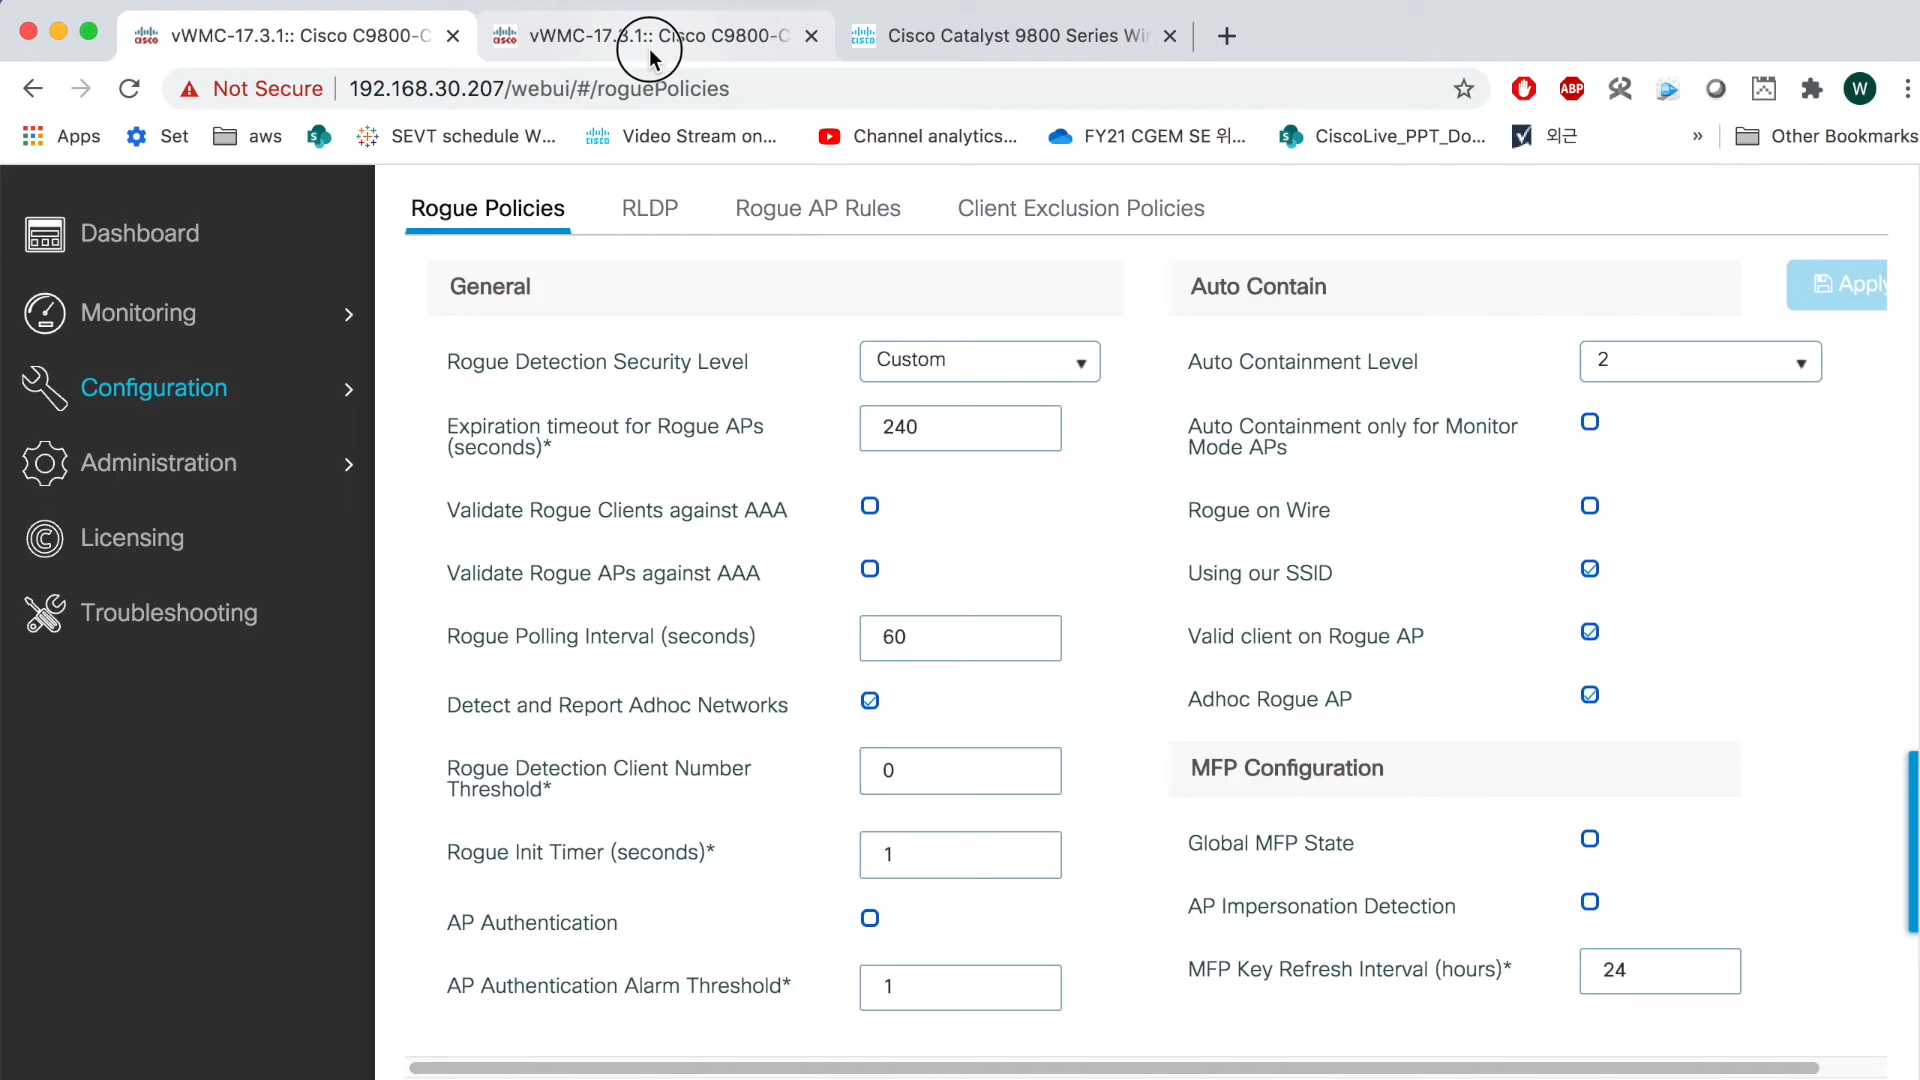 vWMC-17.3.1:: Cisco C9800-C
vWMC-17.3.1:: Cisco C9800-C
Cisco Catalyst 9800 Series Wir
Not Secure
192.168.30.207/webui/#/roguePolicies
ABP
W
Apps
Set
aws
SEVT schedule W...
Video Stream on...
Channel analytics...
FY21 CGEM SE 위...
CiscoLive_PPT_Do...
외근
»
Other Bookmarks
Dashboard
Monitoring
Configuration
Administration
Licensing
Troubleshooting
Rogue Policies
RLDP
Rogue AP Rules
Client Exclusion Policies
General
Rogue Detection Security Level
Custom
Expiration timeout for Rogue APs
(seconds)*
240
Validate Rogue Clients against AAA
Validate Rogue APs against AAA
Rogue Polling Interval (seconds)
60
Detect and Report Adhoc Networks
Rogue Detection Client Number
Threshold*
0
Rogue Init Timer (seconds)*
1
AP Authentication
AP Authentication Alarm Threshold*
1
Auto Contain
Apply
Auto Containment Level
2
Auto Containment only for Monitor
Mode APs
Rogue on Wire
Using our SSID
Valid client on Rogue AP
Adhoc Rogue AP
MFP Configuration
Global MFP State
AP Impersonation Detection
MFP Key Refresh Interval (hours)*
24